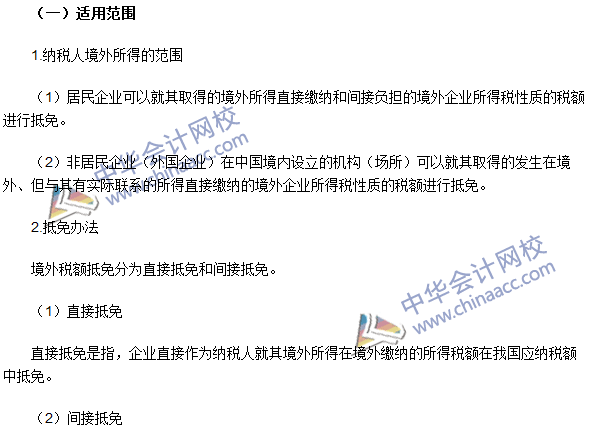 （一）适用范围
1.纳税人境外所得的范围
（1）居民企业可以就其取得的境外所得直接缴纳和间接负担的境外企业所得税性质的税额
进行抵免。
（2）非居民企业（外国企业）在中国境内设立的机构（场所）可以就其取得的发生在境
外、但与其有实际联系的所得直接缴纳的境外企业所得税性质的税额进行抵免。
2.抵免办法
境外税额抵免分为直接抵免和间接抵免。
（1）直接抵免
直接抵免是指，企业直接作为纳税人就其境外所得在境外缴纳的所得税额在我国应纳税额
中抵免。
（2）间接抵免
中华会计网校
www.chinaacc.com
中华会计网校
www.chinaacc.com